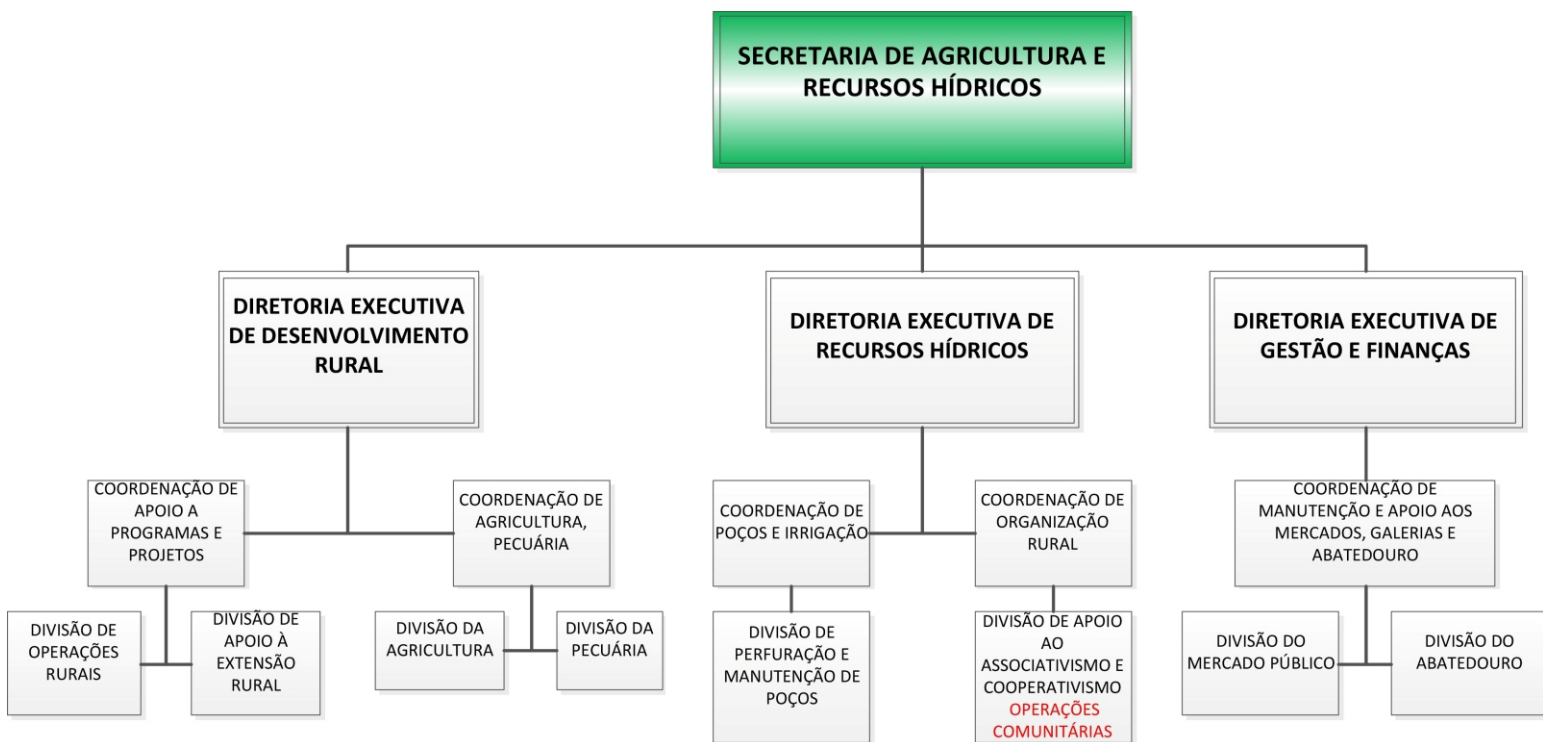 SECRETARIA DE AGRICULTURA E
RECURSOS HÍDRICOS
DIRETORIA EXECUTIVA
DE DESENVOLVIMENTO
RURAL
DIRETORIA EXECUTIVA DE
RECURSOS HÍDRICOS
DIRETORIA EXECUTIVA DE
GESTÃO E FINANÇAS
COORDENAÇÃO DE
APOIO A
PROGRAMAS E
PROJETOS
COORDENAÇÃO DE
AGRICULTURA,
PECUÁRIA
COORDENAÇÃO DE
POÇOS E IRRIGAÇÃO
COORDENAÇÃO DE
ORGANIZAÇÃO
RURAL
COORDENAÇÃO DE
MANUTENÇÃO E APOIO AOS
MERCADOS, GALERIAS E
ABATEDOURO
DIVISÃO DE
OPERAÇÕES
RURAIS
DIVISÃO DE
APOIO À
EXTENSÃO
RURAL
DIVISÃO DA
AGRICULTURA
DIVISÃO DA
PECUÁRIA
DIVISÃO DE
PERFURAÇÃO E
MANUTENÇÃO DE
POÇOS
DIVISÃO DE APOIO
AO
ASSOCIATIVISMO E
COOPERATIVISMO
OPERAÇÕES
COMUNITÁRIAS
DIVISÃO DO
MERCADO PÚBLICO
DIVISÃO DO
ABATEDOURO